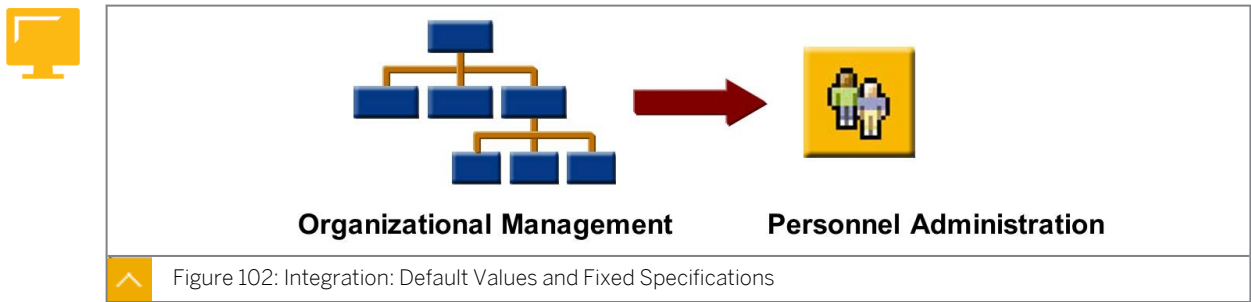 Organizational Management
Personnel Administration
Figure 102: Integration: Default Values and Fixed Specifications